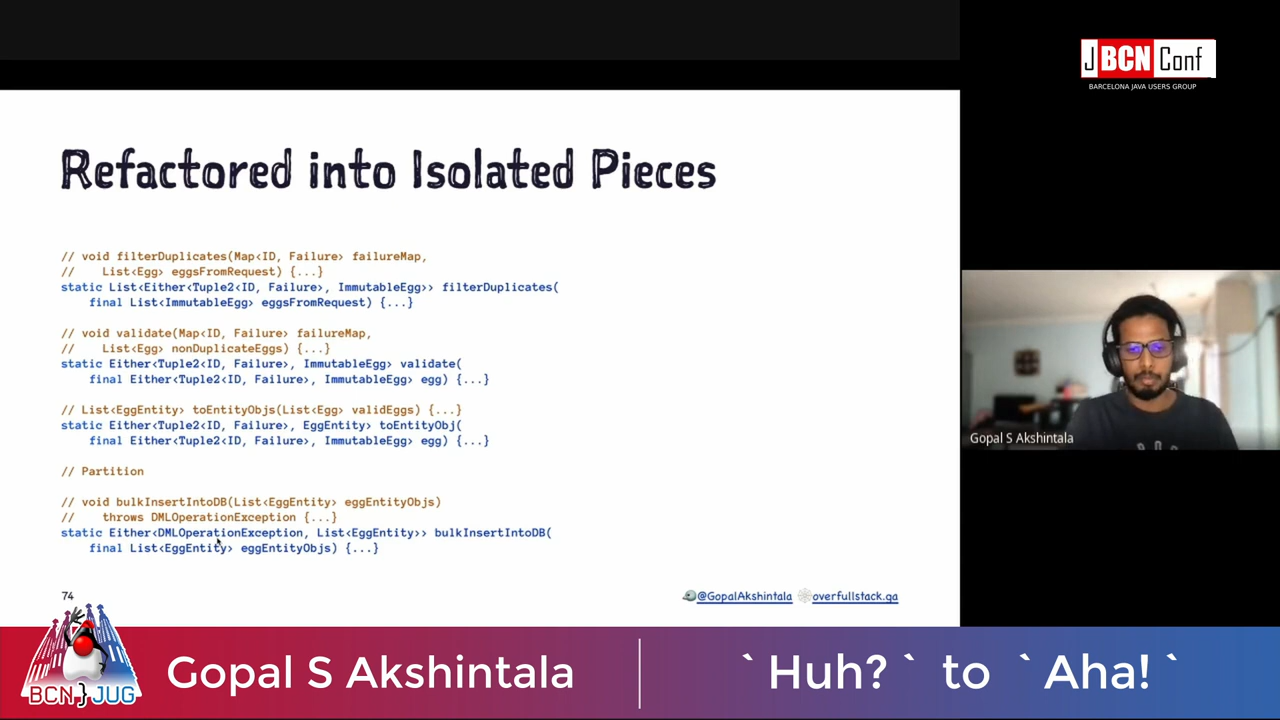 J BCN Conf
BARCELONA JAVA USERS GROUP
Refactored into Isolated Pieces
// void filterDuplicates(Map<ID, Failure> failureMap,
//    List<Egg> eggsFromRequest) {...}
static List<Either<Tuple2<ID, Failure>, ImmutableEgg>> filterDuplicates(
    final List<ImmutableEgg> eggsFromRequest) {...}
// void validate(Map<ID, Failure> failureMap,
//    List<Egg> nonDuplicateEggs) {...}
static Either<Tuple2<ID, Failure>, ImmutableEgg> validate(
    final Either<Tuple2<ID, Failure>, ImmutableEgg> egg) {...}
// List<EggEntity> toEntityObjs(List<Egg> validEggs) {...}
static Either<Tuple2<ID, Failure>, EggEntity> toEntityObj(
    final Either<Tuple2<ID, Failure>, ImmutableEgg> egg) {...}
// Partition
// void bulkInsertIntoDB(List<EggEntity> eggEntityObjs)
//    throws DMLOperationException {...}
static Either<DMLOperationException, List<EggEntity>> bulkInsertIntoDB(
    final List<EggEntity> eggEntityObjs) {...}
74
@GopalAkshintala
overfullstack.ga
Gopal S Akshintala
BCN}JUG
Gopal S Akshintala
`Huh?` to `Aha!`